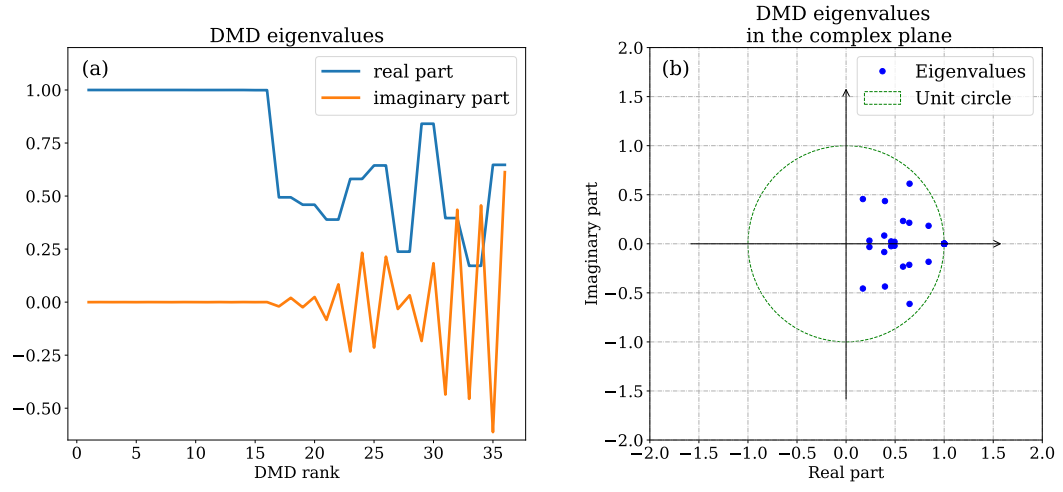 DMD eigenvalues
(a)
real part
imaginary part
1.00
0.75
0.50
0.25
0.00
−0.25
−0.50
0 5 10 15 20 25 30 35
DMD rank
DMD eigenvalues
in the complex plane
(b)
Eigenvalues
Unit circle
Imaginary part
2.0
1.5
1.0
0.5
0.0
−0.5
−1.0
−1.5
−2.0
−2.0 −1.5 −1.0 −0.5 0.0 0.5 1.0 1.5 2.0
Real part